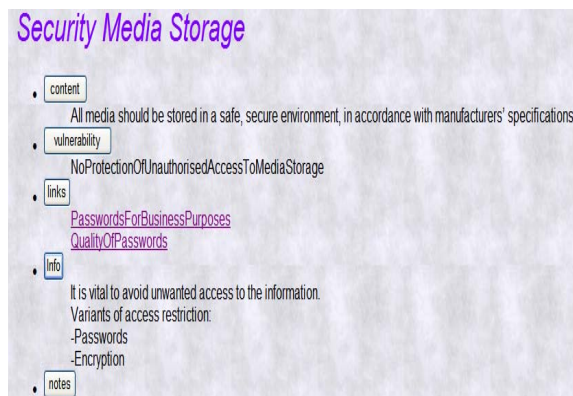 Security Media Storage
content
All media should be stored in a safe, secure environment, in accordance with manufacturers' specifications
vulnerability
NoProtectionOfUnauthorisedAccessToMediaStorage
links
PasswordsForBusinessPurposes
QualityOfPasswords
Info
It is vital to avoid unwanted access to the information.
Variants of access restriction:
-Passwords
-Encryption
notes